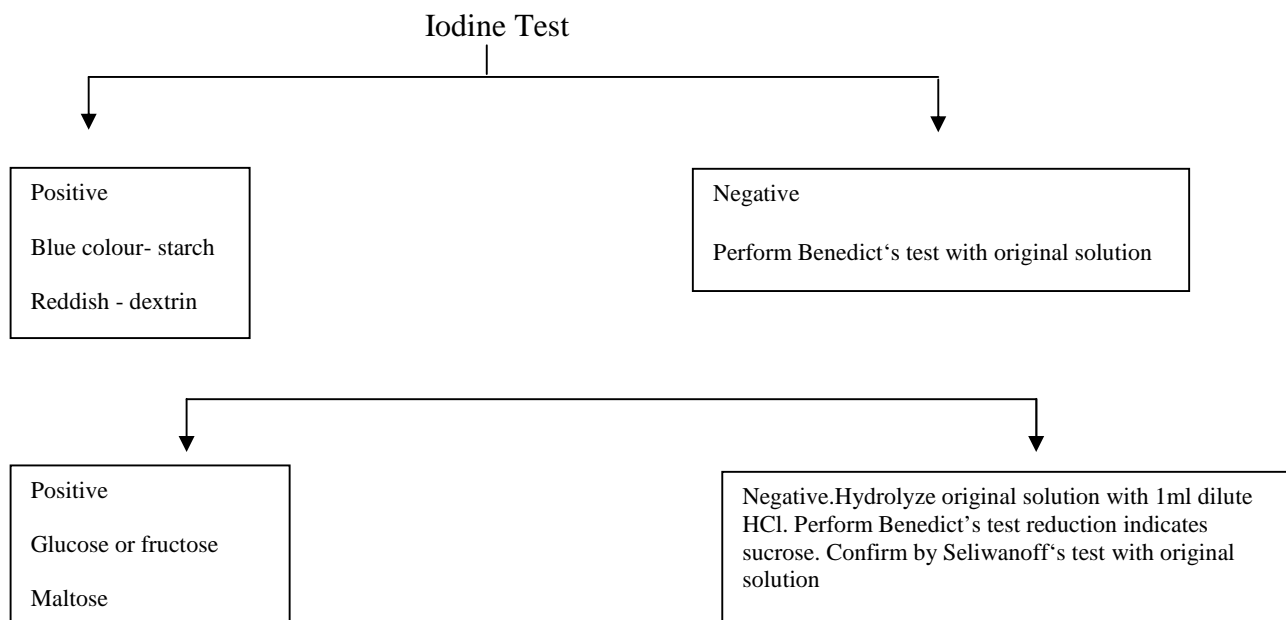 Iodine Test
Positive
Blue colour- starch
Reddish - dextrin
Negative
Perform Benedict‘s test with original solution
Positive
Glucose or fructose
Maltose
Negative.Hydrolyze original solution with 1ml dilute
HCl. Perform Benedict’s test reduction indicates
sucrose. Confirm by Seliwanoff‘s test with original
solution